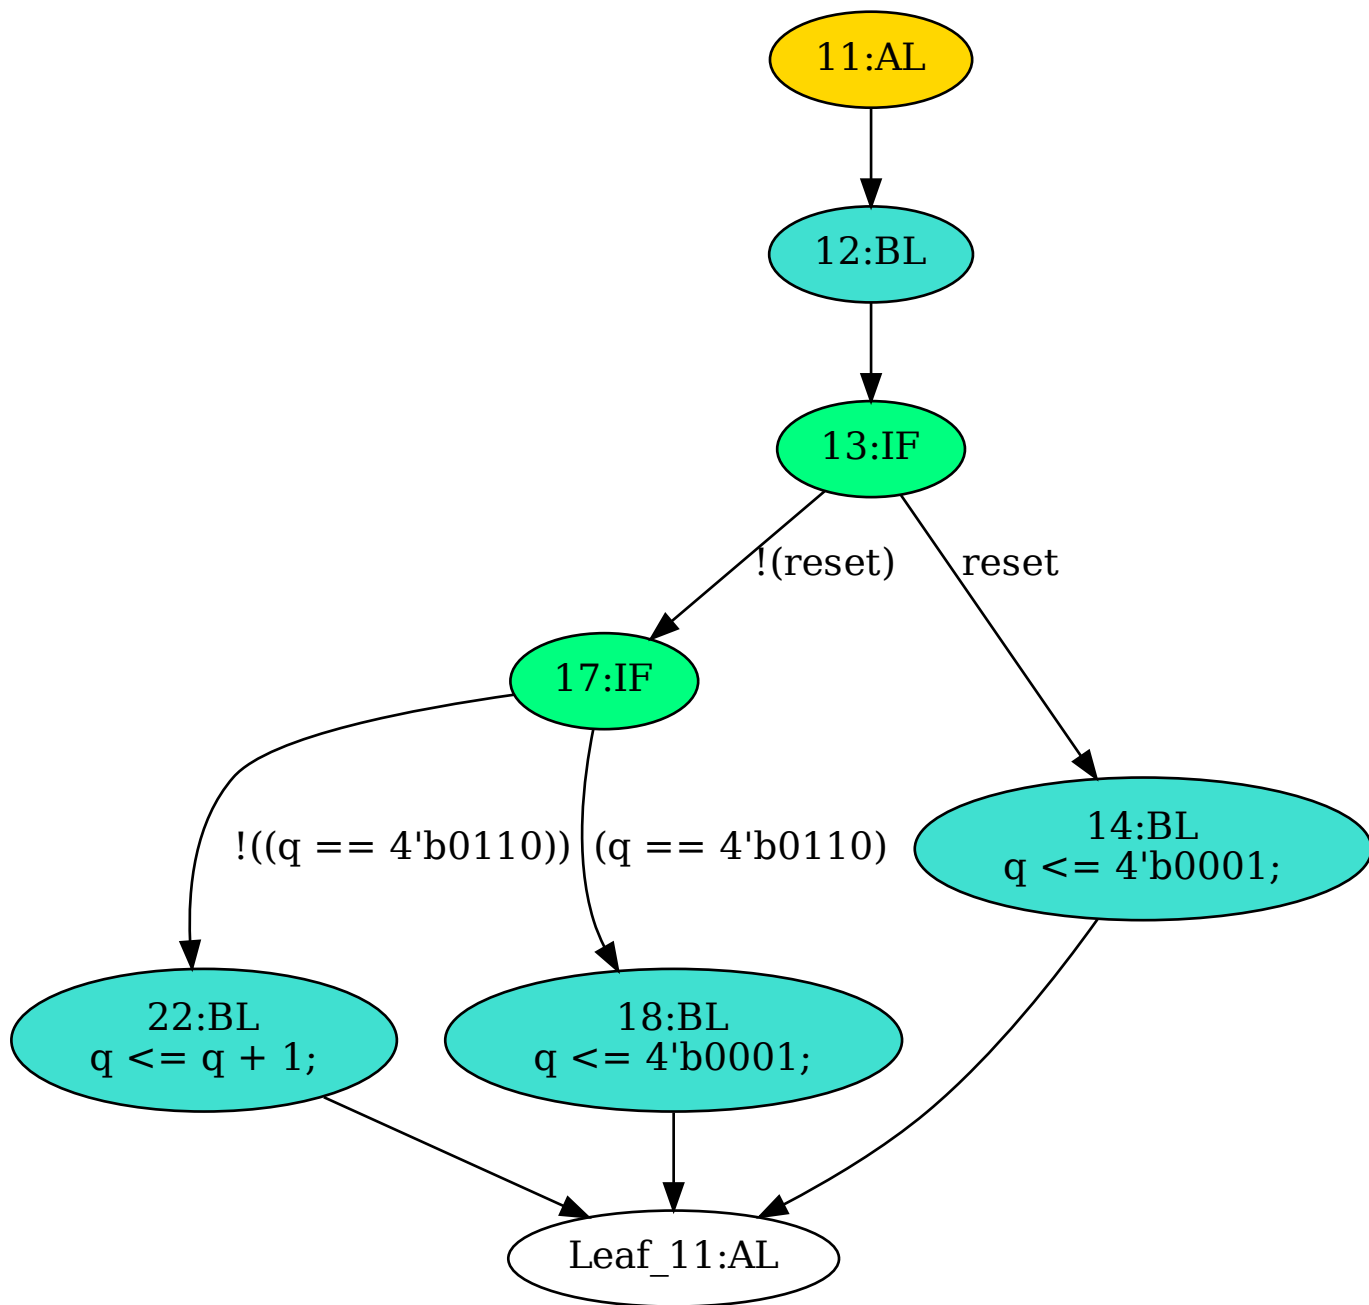 11:AL
12:BL
13:IF
!(reset)
reset
17:IF
!((q == 4'b0110))
(q == 4'b0110)
14:BL
q <= 4'b0001;
22:BL
q <= q + 1;
18:BL
q <= 4'b0001;
Leaf_11:AL